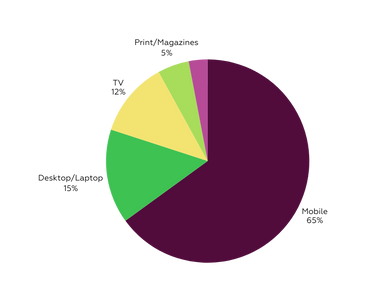 Print/Magazines
5%
TV
12%
Desktop/Laptop
15%
Mobile
65%